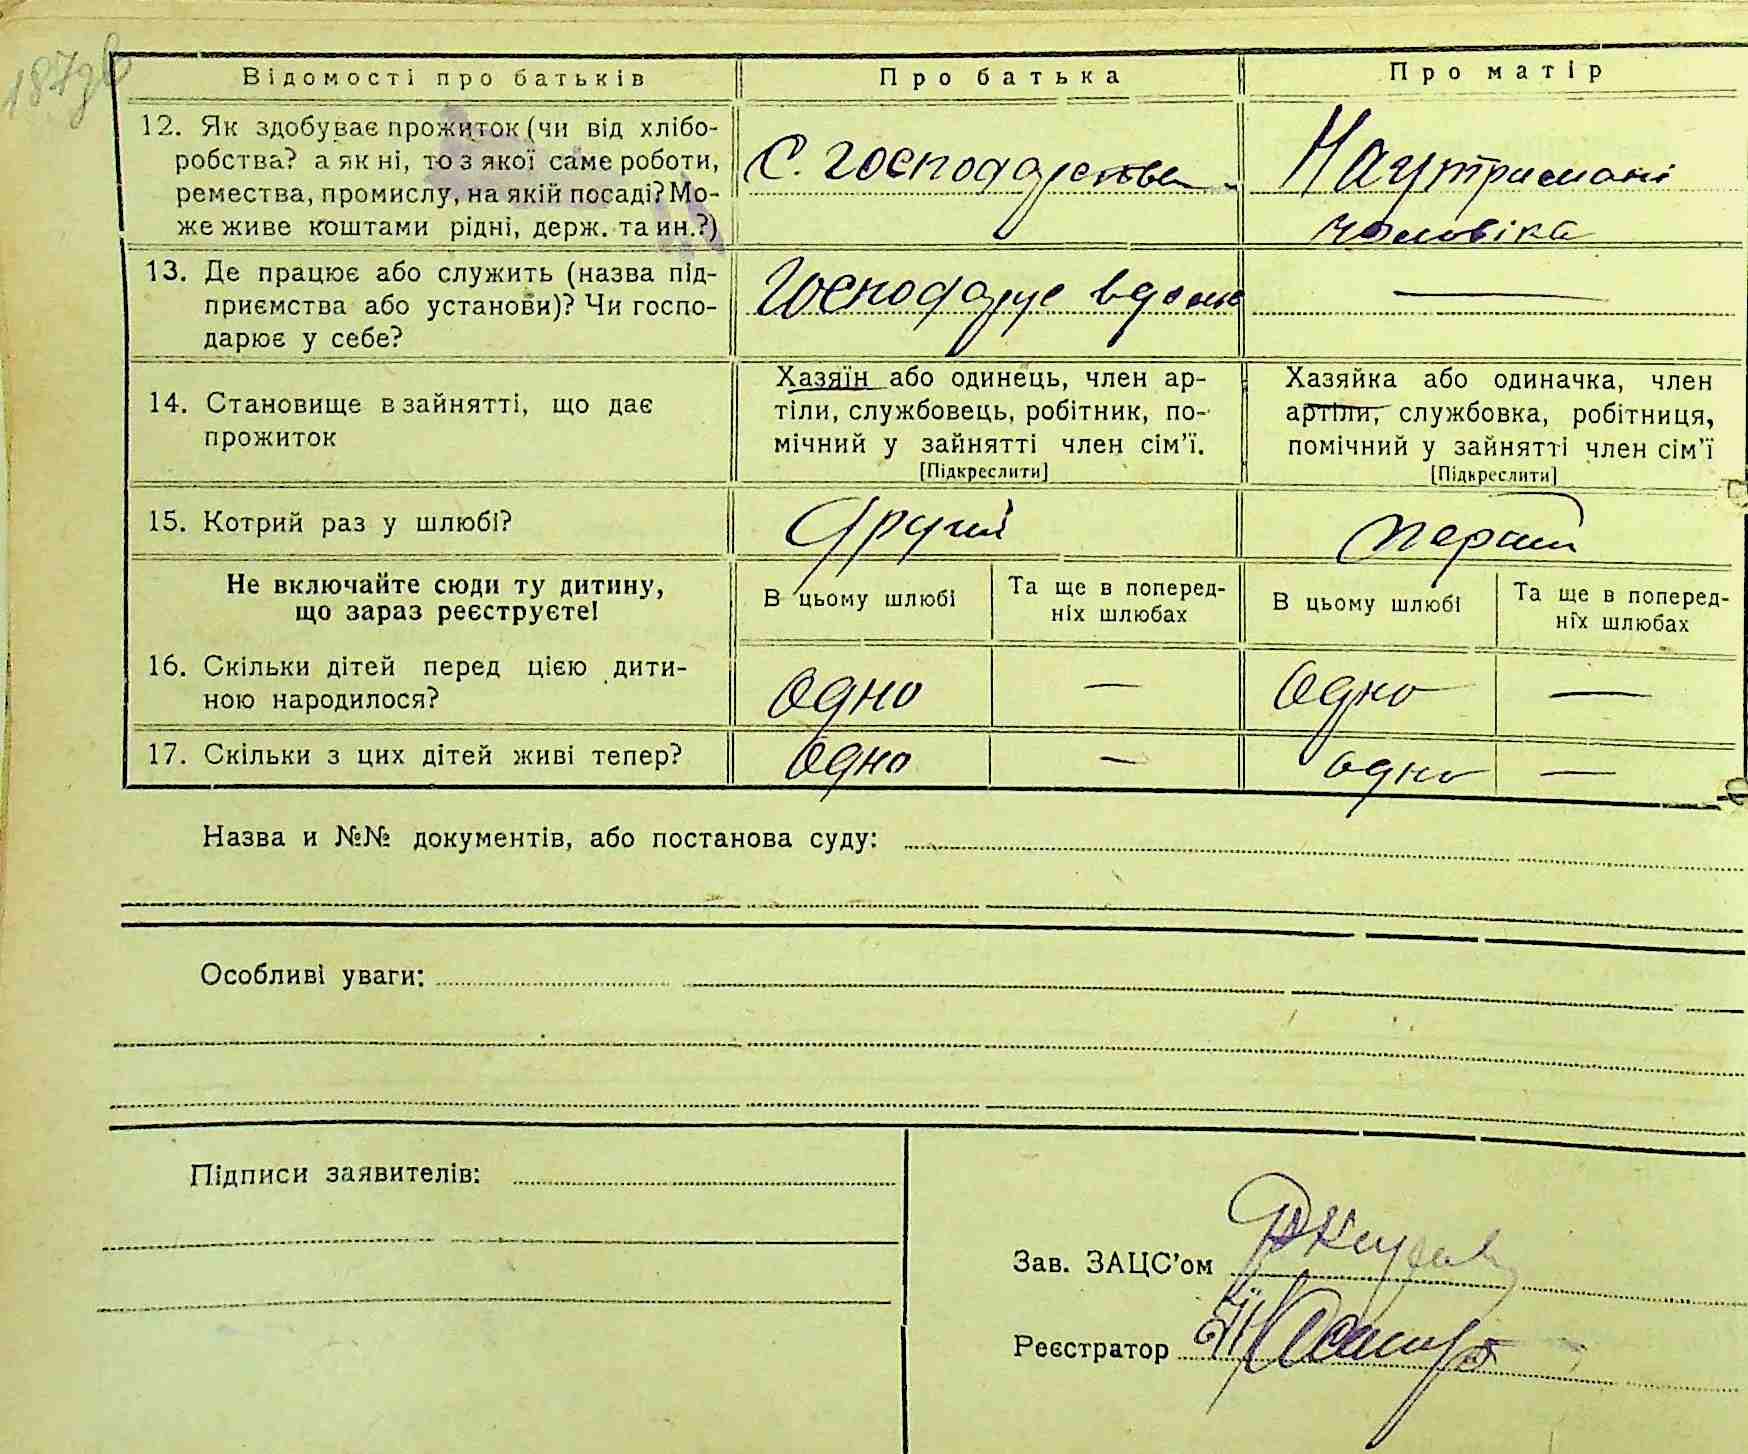 187зв
Відомості про батьків
Про батька
Про матір
12. Як здобуває прожиток (чи від хлібо-
робства? а як ні, то з якої саме роботи,
ремества, промислу, на якій посаді? Мо-
же живе коштами рідні, держ. та ин.?)
С. господарства
На утриманні
чоловіка
13. Де працює або служить (назва під-
приємства або установи)? Чи госпо-
дарює у себе?
Господарює вдома
—
14. Становище в зайнятті, що дає
прожиток
Хазяїн або одинець, член ар-
тіли, службовець, робітник, по-
мічний у зайнятті член сім’ї.
[Підкреслити]
Хазяйка або одиначка, член
артіли, службовка, робітниця,
помічний у зайнятті член сім’ї
[Підкреслити]
15. Котрий раз у шлюбі?
другий
перший
Не включайте сюди ту дитину,
що зараз реєструєте!
В цьому шлюбі
Та ще в поперед-
ніх шлюбах
В цьому шлюбі
Та ще в поперед-
ніх шлюбах
16. Скільки дітей перед цією дити-
ною народилося?
одно
—
одно
—
17. Скільки з цих дітей живі тепер?
одно
—
одно
—
Назва и №№ документів, або постанова суду:
Особливі уваги:
Підписи заявителів:
Зав. ЗАЦС’ом
Реєстратор